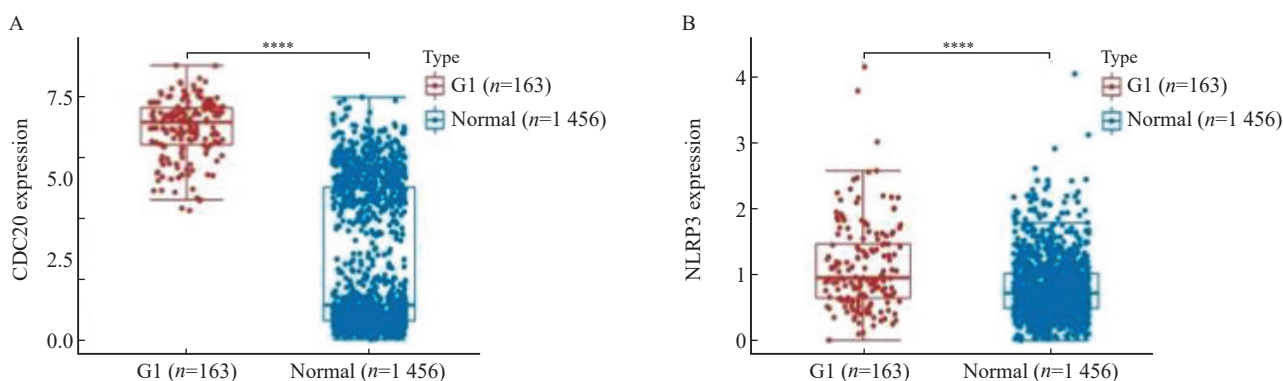 A
****
Type
G1 (n=163)
Normal (n=1 456)
CDC20 expression
7.5
5.0
2.5
0.0
G1 (n=163)
Normal (n=1 456)
B
****
Type
G1 (n=163)
Normal (n=1 456)
NLRP3 expression
4
3
2
1
0
G1 (n=163)
Normal (n=1 456)